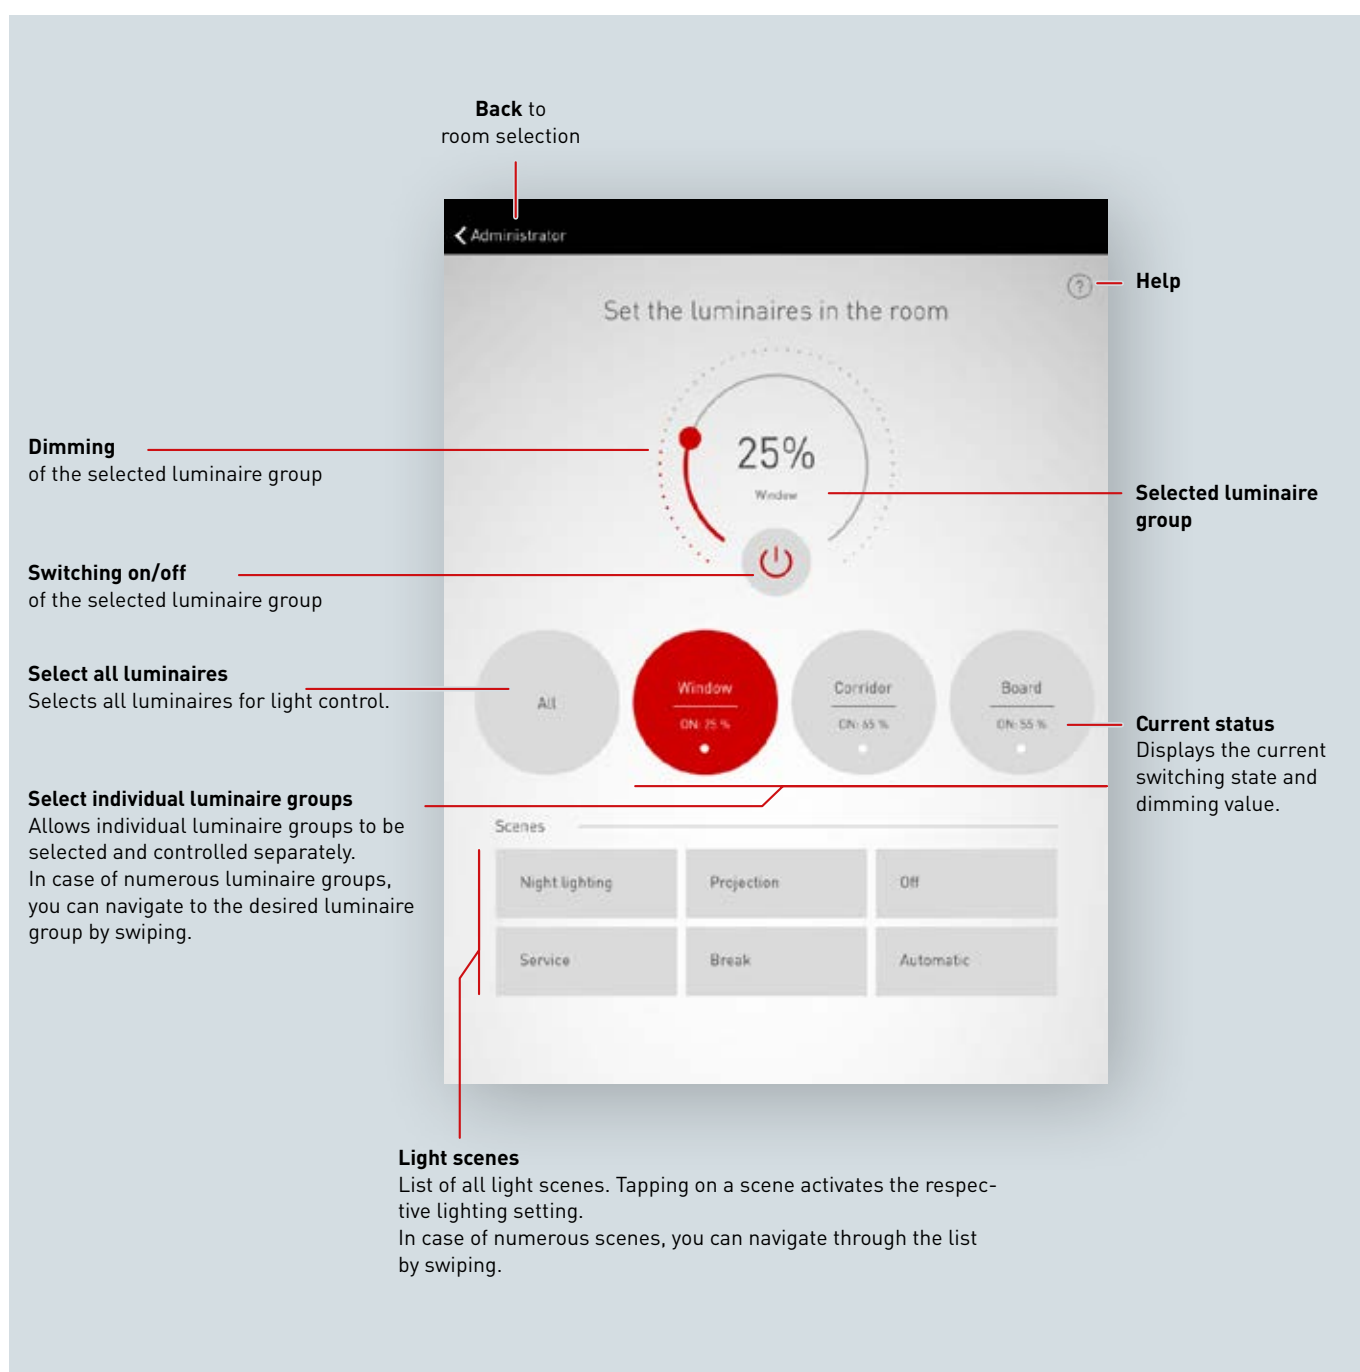 Back to
room selection
Administrator
?
Help
Set the luminaires in the room
Dimming
of the selected luminaire group
25%
Window
Selected luminaire
group
Switching on/off
of the selected luminaire group
Select all luminaires
Selects all luminaires for light control.
All
Window
ON: 25 %
Corridor
ON: 65 %
Board
ON: 55 %
Current status
Displays the current
switching state and
dimming value.
Select individual luminaire groups
Allows individual luminaire groups to be
selected and controlled separately.
In case of numerous luminaire groups,
you can navigate to the desired luminaire
group by swiping.
Scenes
Night lighting
Projection
Off
Service
Break
Automatic
Light scenes
List of all light scenes. Tapping on a scene activates the respec-
tive lighting setting.
In case of numerous scenes, you can navigate through the list
by swiping.